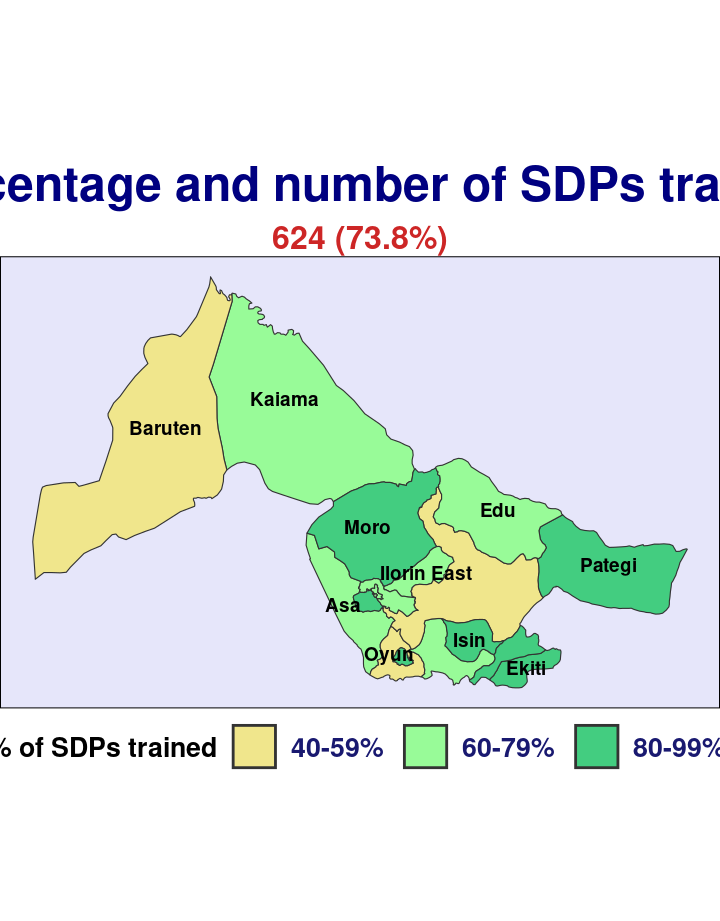 centage and number of SDPs tra
624 (73.8%)
Kaiama
Baruten
Edu
Moro
Pategi
Ilorin East
Asa
Isin
Oyun
Ekiti
% of SDPs trained 40-59% 60-79% 80-99%